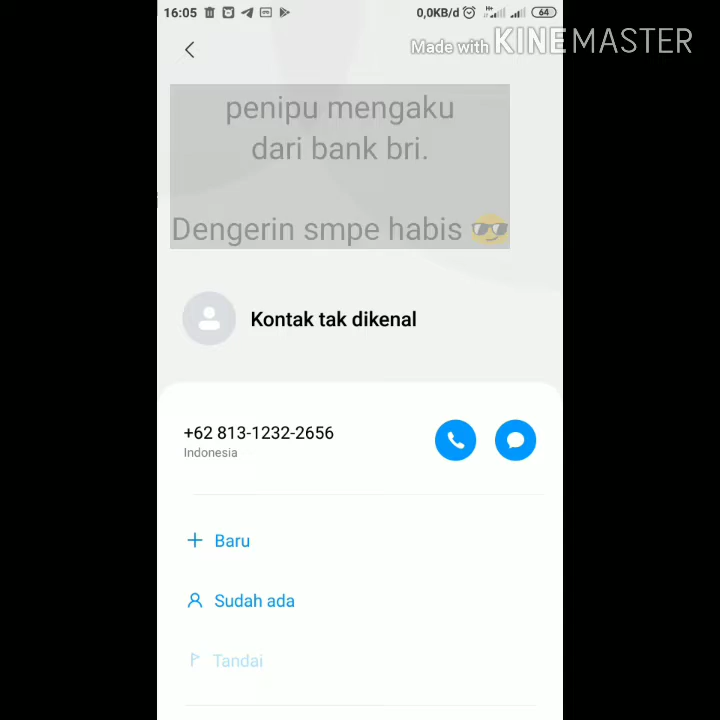 16:05 0,0KB/d 64
Made with KINEMASTER
penipu mengaku
dari bank bri.
Dengerin smpe habis 😎
Kontak tak dikenal
+62 813-1232-2656
Indonesia
Baru
Sudah ada
Tandai